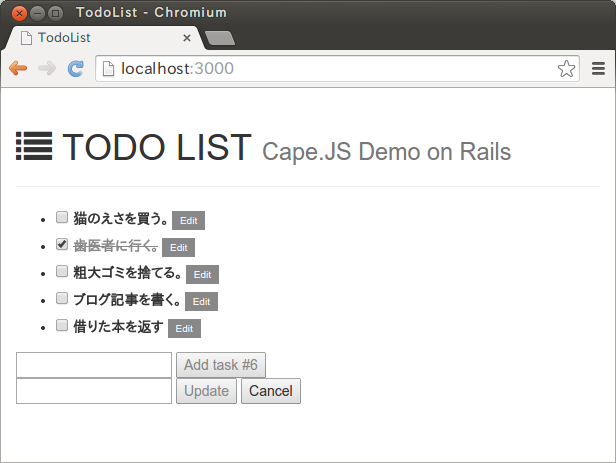 TodoList - Chromium
TodoList
localhost:3000
TODO LIST Cape.JS Demo on Rails
猫のえさを買う。 Edit
歯医者に行く。 Edit
粗大ゴミを捨てる。 Edit
ブログ記事を書く。 Edit
借りた本を返す Edit
Add task #6
Update Cancel